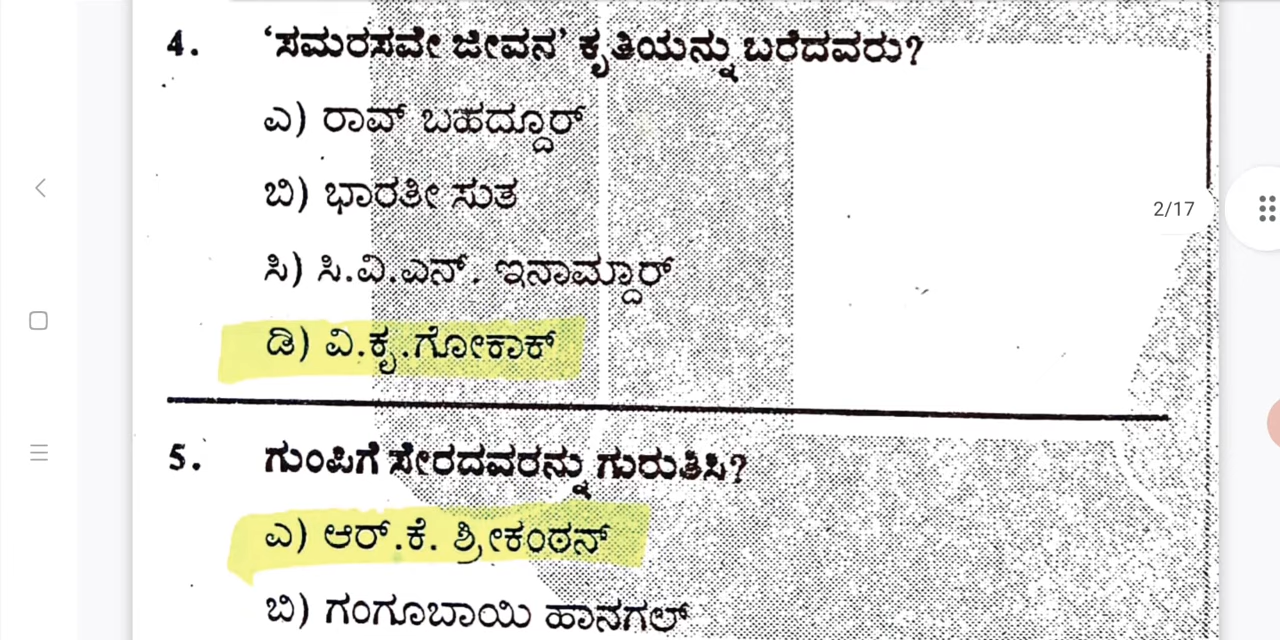 4. 'ಸಮರಸವೇ ಜೀವನ' ಕೃತಿಯನ್ನು ಬರೆದವರು?
ಎ) ರಾವ್ ಬಹದ್ದೂರ್
ಬಿ) ಭಾರತೀ ಸುತ
2/17
ಸಿ) ಸಿ.ವಿ.ಎನ್. ಇನಾಮ್ದಾರ್
ಡಿ) ವಿ.ಕೃ.ಗೋಕಾಕ್
5. ಗುಂಪಿಗೆ ಸೇರದವರನ್ನು ಗುರುತಿಸಿ?
ಎ) ಆರ್.ಕೆ. ಶ್ರೀಕಂಠನ್
ಬಿ) ಗಂಗೂಬಾಯಿ ಹಾನಗಲ್